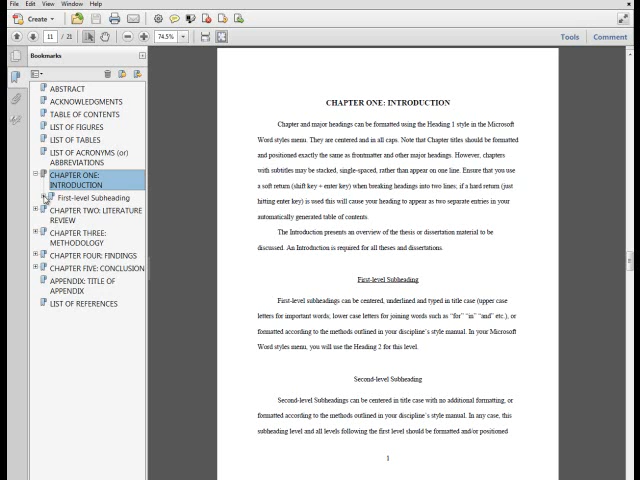 File Edit View Window Help
Create
11 / 21
74.5%
Tools
Comment
Bookmarks
ABSTRACT
ACKNOWLEDGMENTS
TABLE OF CONTENTS
LIST OF FIGURES
LIST OF TABLES
LIST OF ACRONYMS (or)
ABBREVIATIONS
CHAPTER ONE:
INTRODUCTION
First-level Subheading
CHAPTER TWO: LITERATURE
REVIEW
CHAPTER THREE:
METHODOLOGY
CHAPTER FOUR: FINDINGS
CHAPTER FIVE: CONCLUSION
APPENDIX: TITLE OF
APPENDIX
LIST OF REFERENCES
CHAPTER ONE: INTRODUCTION
Chapter and major headings can be formatted using the Heading 1 style in the Microsoft
Word styles menu. They are centered and in all caps. Note that Chapter titles should be formatted
and positioned exactly the same as frontmatter and other major headings. However, chapters
with subtitles may be stacked, single-spaced, rather than appear on one line. Ensure that you use
a soft return (shift key + enter key) when breaking headings into two lines; if a hard return (just
hitting enter key) is used this will cause your heading to appear as two separate entries in your
automatically generated table of contents.
The Introduction presents an overview of the thesis or dissertation material to be
discussed. An Introduction is required for all theses and dissertations.
First-level Subheading
First-level subheadings can be centered, underlined and typed in title case (upper case
letters for important words, lower case letters for joining words such as “for” “in” “and” etc.), or
formatted according to the methods outlined in your discipline’s style manual. In your Microsoft
Word styles menu, you will use the Heading 2 for this level.
Second-level Subheading
Second-level Subheadings can be centered in title case with no additional formatting, or
formatted according to the methods outlined in your discipline’s style manual. In any case, this
subheading level and all levels following the first level should be formatted and/or positioned
1